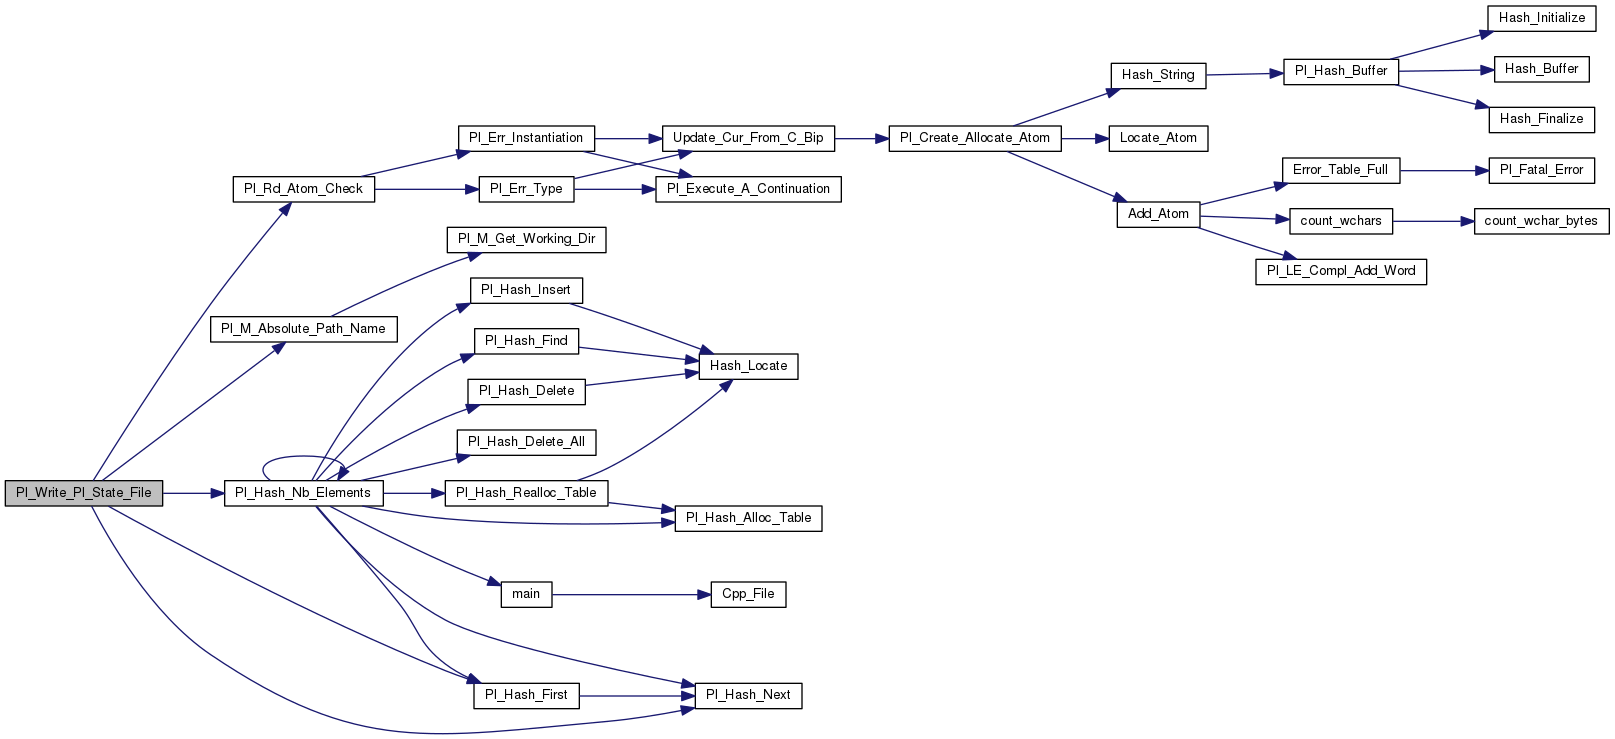 Hash_Initialize
Hash_String
Pl_Hash_Buffer
Hash_Buffer
Hash_Finalize
Pl_Err_Instantiation
Update_Cur_From_C_Bip
Pl_Create_Allocate_Atom
Locate_Atom
Pl_Rd_Atom_Check
Pl_Err_Type
Pl_Execute_A_Continuation
Error_Table_Full
Pl_Fatal_Error
Add_Atom
count_wchars
count_wchar_bytes
Pl_M_Get_Working_Dir
Pl_LE_Compl_Add_Word
Pl_Hash_Insert
Pl_M_Absolute_Path_Name
Pl_Hash_Find
Hash_Locate
Pl_Hash_Delete
Pl_Hash_Delete_All
Pl_Write_Pl_State_File
Pl_Hash_Nb_Elements
Pl_Hash_Realloc_Table
Pl_Hash_Alloc_Table
main
Cpp_File
Pl_Hash_First
Pl_Hash_Next